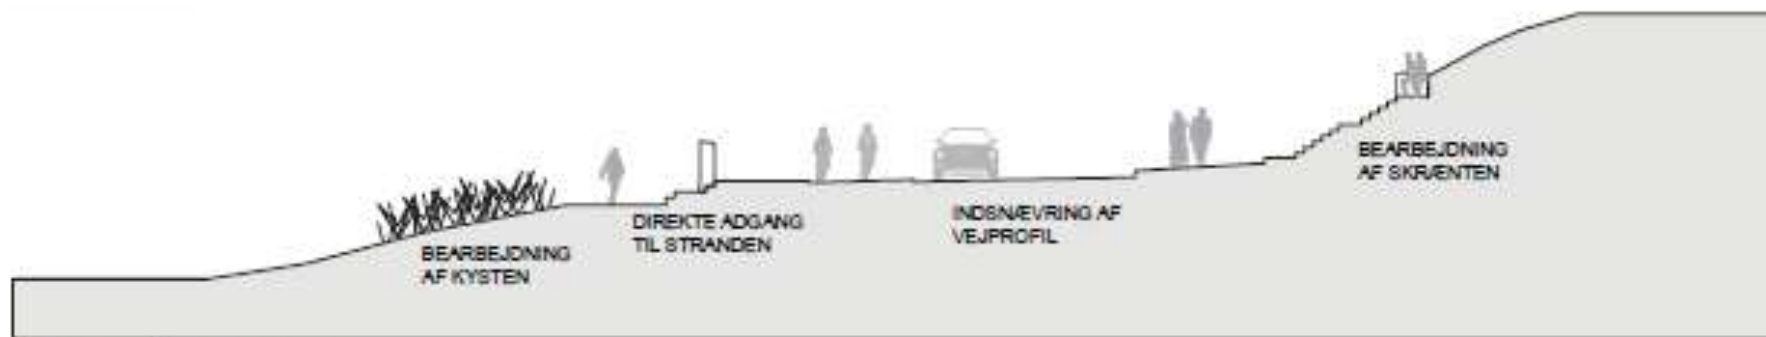 BEARBEJDNING
AF KYSTEN
DIREKTE ADGANG
TIL STRANDEN
INDSNÆVRING AF
VEJPROFIL
BEARBEJDNING
AF SKRÆNTEN